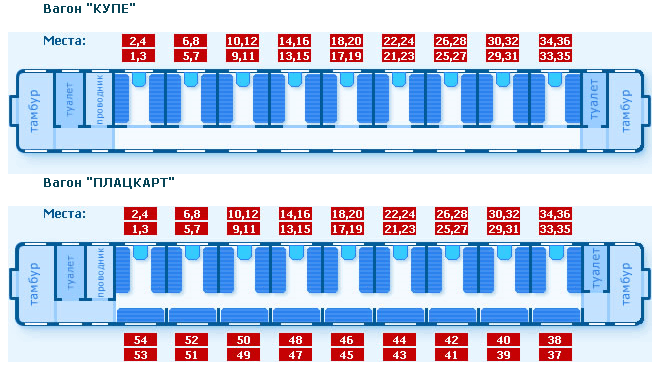 Вагон "КУПЕ"
Места: 2,4 6,8 10,12 14,16 18,20 22,24 26,28 30,32 34,36
1,3 5,7 9,11 13,15 17,19 21,23 25,27 29,31 33,35
тамбур туалет проводник туалет тамбур
Вагон "ПЛАЦКАРТ"
Места: 2,4 6,8 10,12 14,16 18,20 22,24 26,28 30,32 34,36
1,3 5,7 9,11 13,15 17,19 21,23 25,27 29,31 33,35
тамбур туалет проводник туалет тамбур
54 52 50 48 46 44 42 40 38
53 51 49 47 45 43 41 39 37